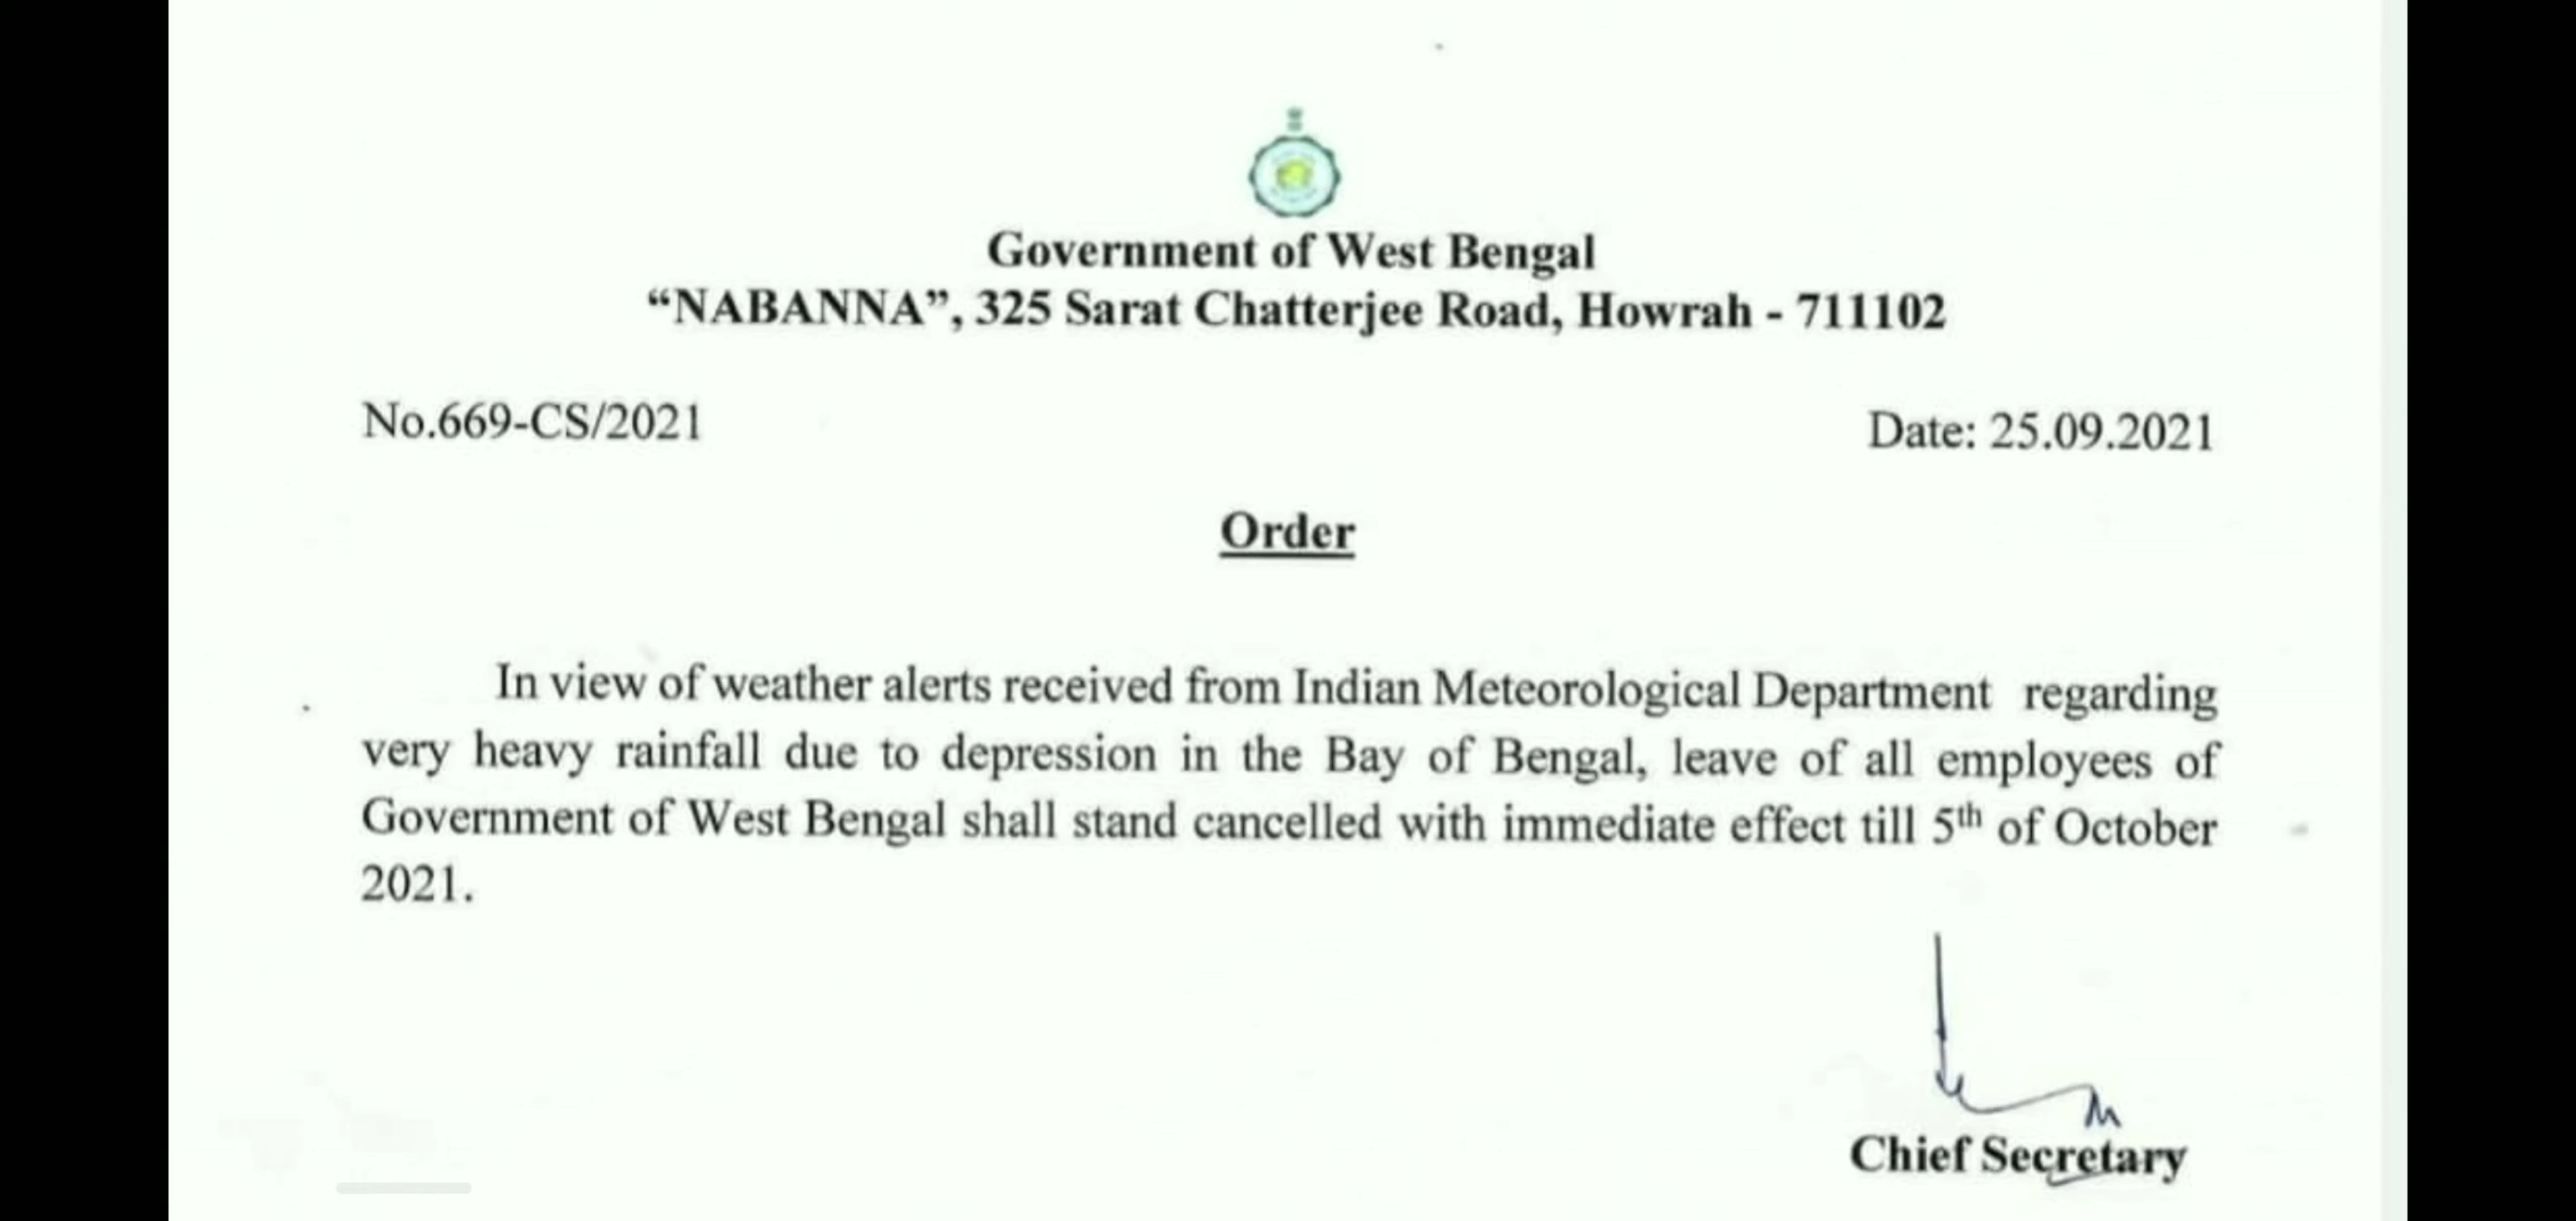 Government of West Bengal
“NABANNA”, 325 Sarat Chatterjee Road, Howrah - 711102
No.669-CS/2021
Date: 25.09.2021
Order
In view of weather alerts received from Indian Meteorological Department regarding
very heavy rainfall due to depression in the Bay of Bengal, leave of all employees of
Government of West Bengal shall stand cancelled with immediate effect till 5th of October
2021.
Chief Secretary